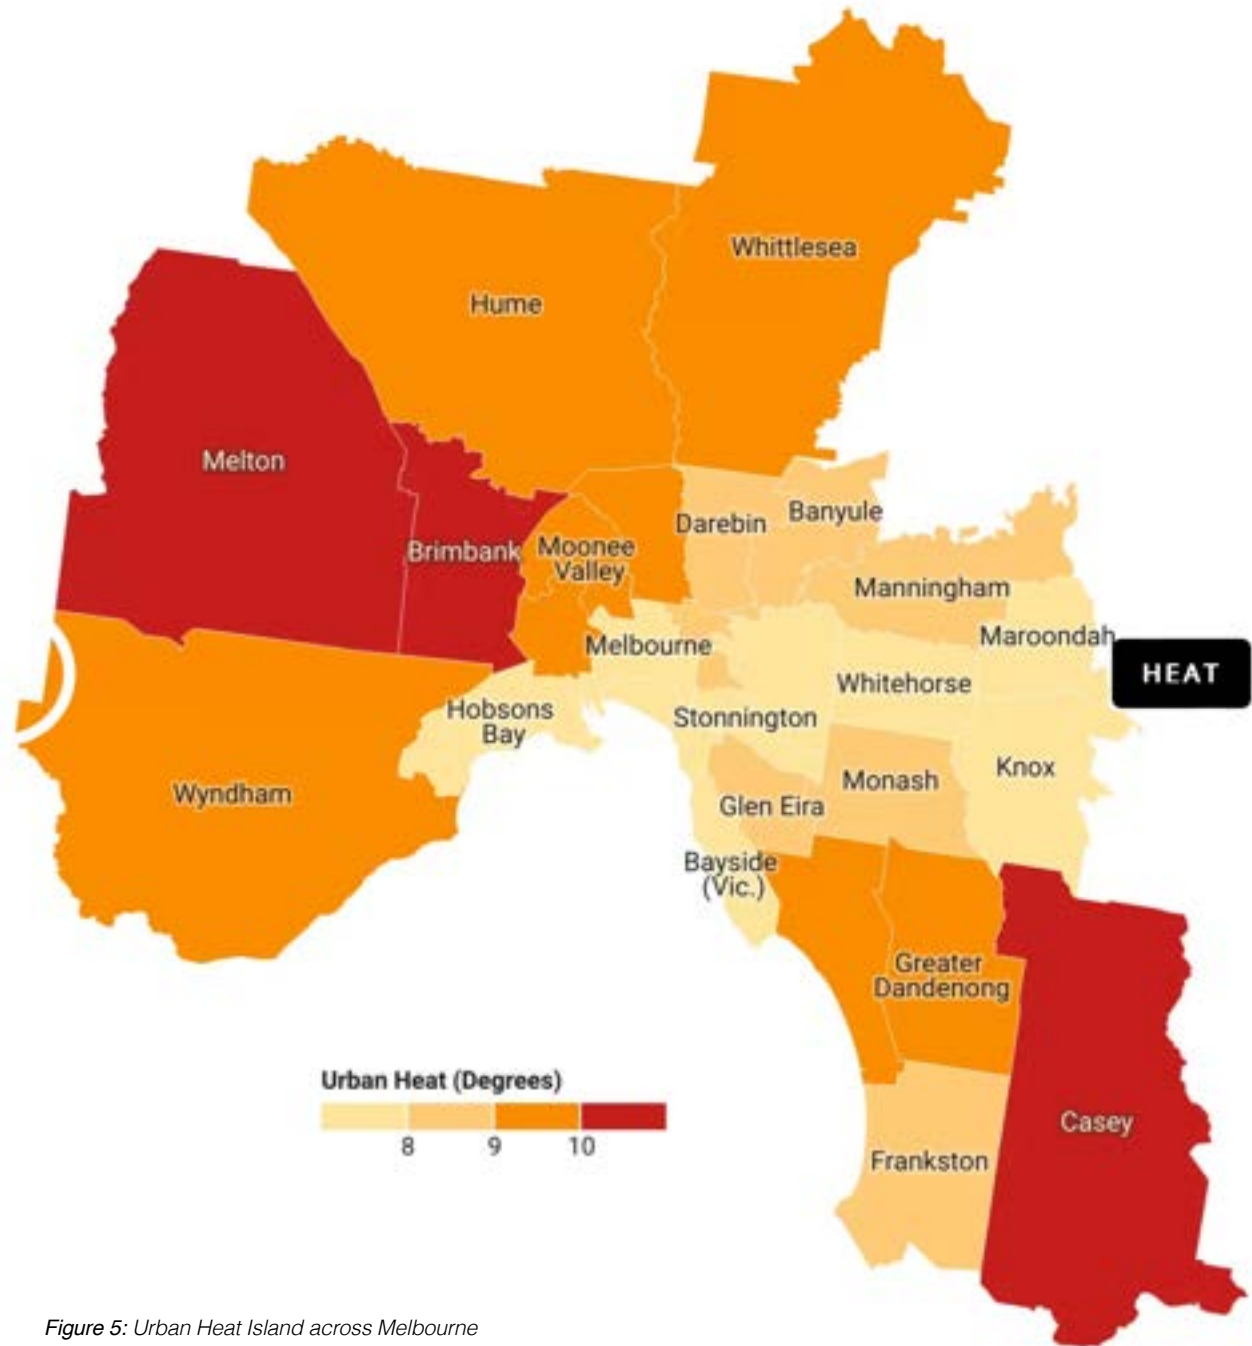 Whittlesea
Hume
Melton
Darebin
Banyule
Brimbank
Moonee
Valley
Manningham
Maroondah
Melbourne
HEAT
Whitehorse
Hobsons
Bay
Stonnington
Knox
Monash
Wyndham
Glen Eira
Bayside
(Vic.)
Greater
Dandenong
Urban Heat (Degrees)
8 9 10
Casey
Frankston
Figure 5: Urban Heat Island across Melbourne